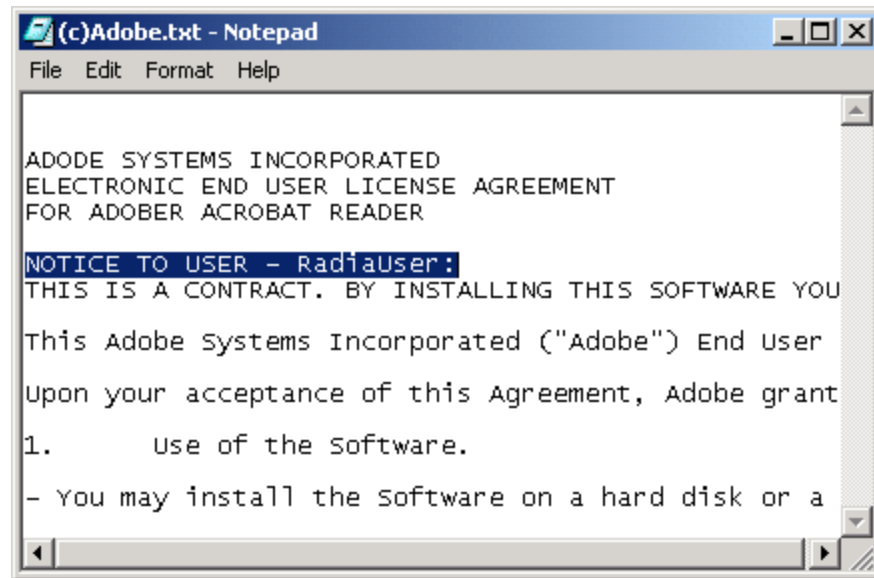 (c)Adobe.txt - Notepad
File Edit Format Help
ADODE SYSTEMS INCORPORATED
ELECTRONIC END USER LICENSE AGREEMENT
FOR ADOBER ACROBAT READER
NOTICE TO USER – RadiaUser:
THIS IS A CONTRACT. BY INSTALLING THIS SOFTWARE YOU
This Adobe Systems Incorporated ("Adobe") End User
Upon your acceptance of this Agreement, Adobe grant
1. Use of the Software.
– You may install the Software on a hard disk or a